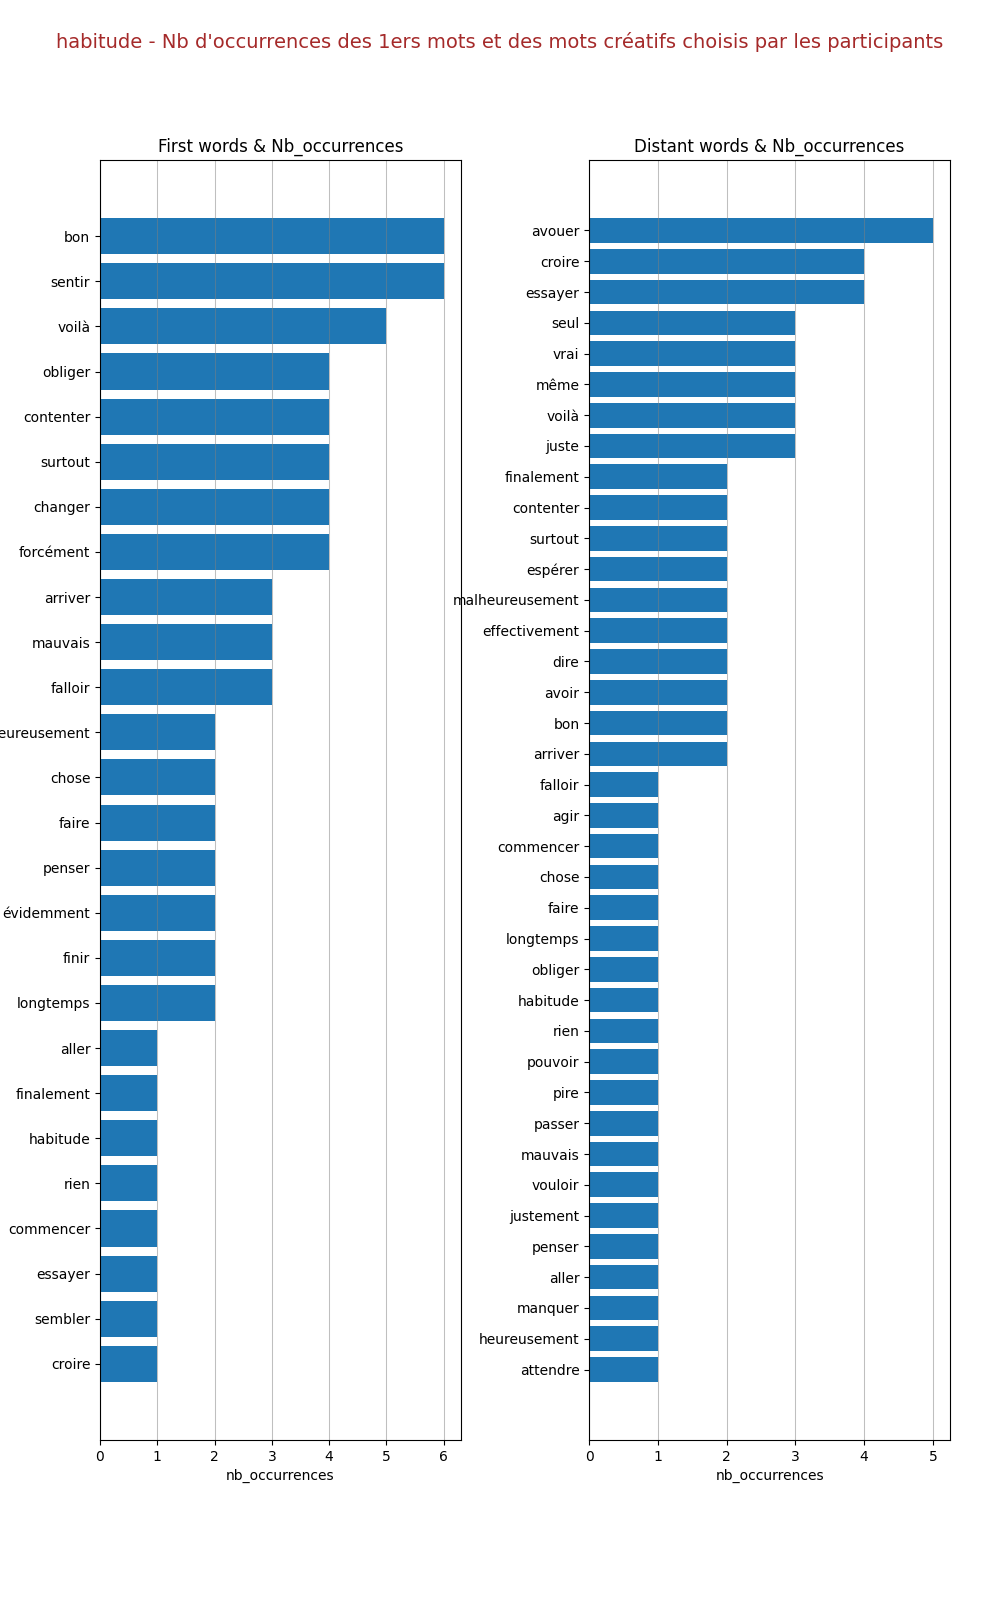 habitude - Nb d'occurrences des 1ers mots et des mots créatifs choisis par les participants
First words & Nb_occurrences
bon
sentir
voilà
obliger
contenter
surtout
changer
forcément
arriver
mauvais
falloir
eureusement
chose
faire
penser
évidemment
finir
longtemps
aller
finalement
habitude
rien
commencer
essayer
sembler
croire
0 1 2 3 4 5 6
nb_occurrences
Distant words & Nb_occurrences
avouer
croire
essayer
seul
vrai
même
voilà
juste
finalement
contenter
surtout
espérer
malheureusement
effectivement
dire
avoir
bon
arriver
falloir
agir
commencer
chose
faire
longtemps
obliger
habitude
rien
pouvoir
pire
passer
mauvais
vouloir
justement
penser
aller
manquer
heureusement
attendre
0 1 2 3 4 5
nb_occurrences